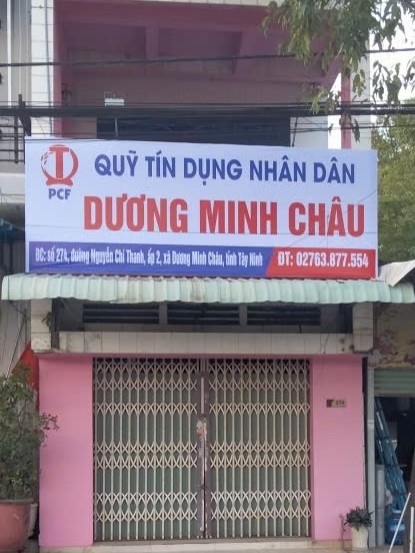 PCF
QUỸ TÍN DỤNG NHÂN DÂN
DƯƠNG MINH CHÂU
ĐC: số 274, đường Nguyễn Chí Thanh, ấp 2, xã Dương Minh Châu, tỉnh Tây Ninh
ĐT: 02763.877.554